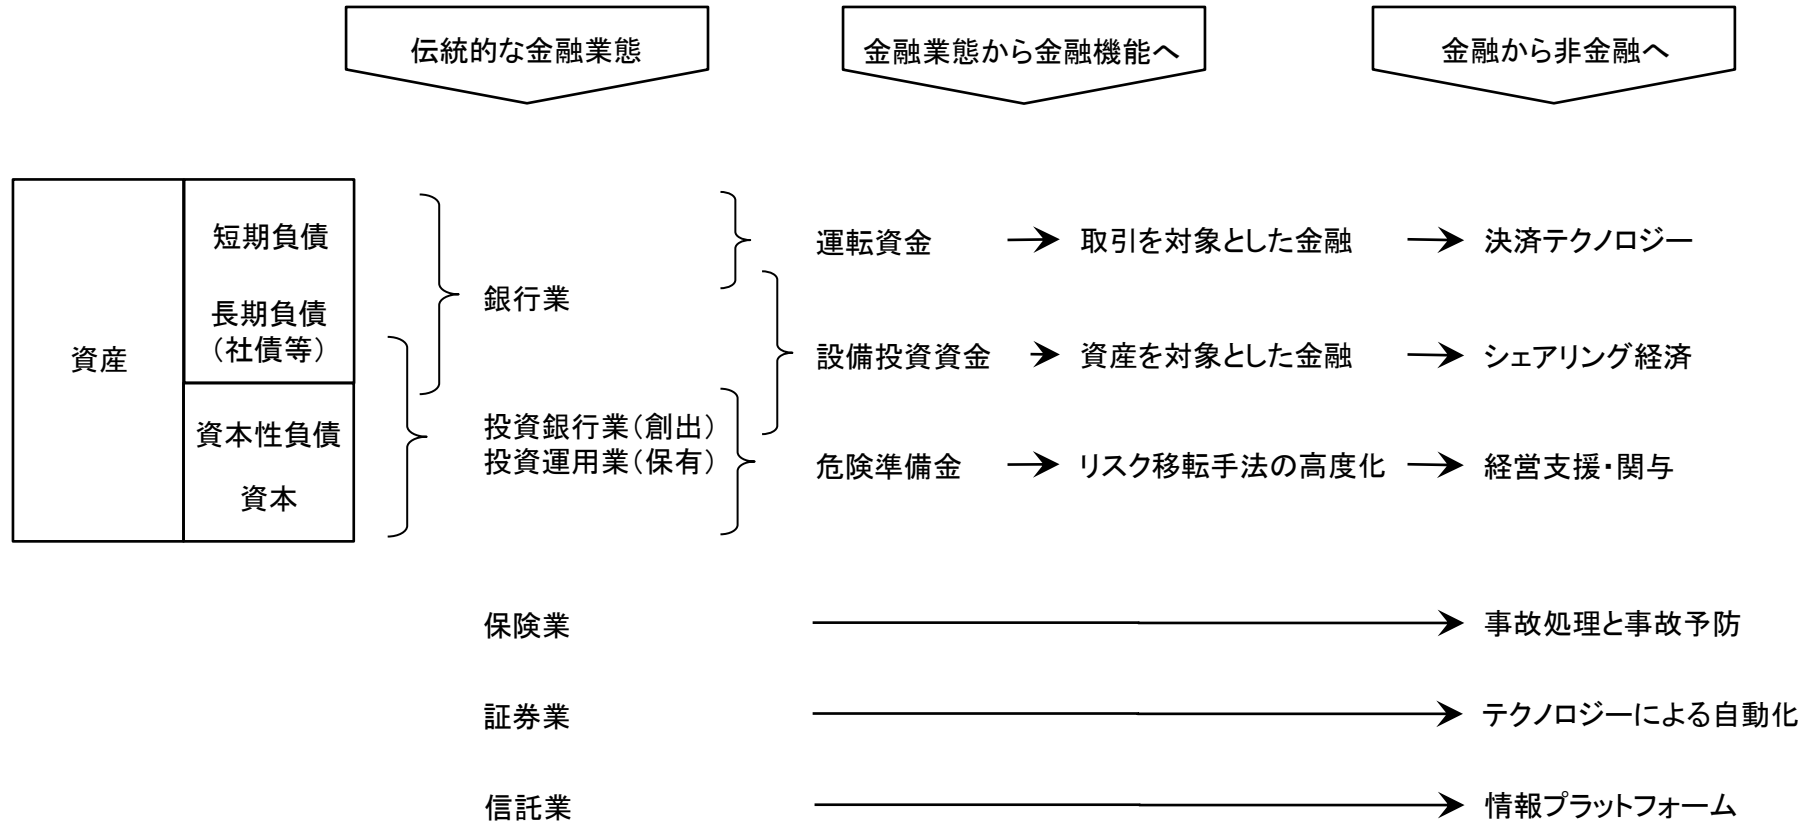 伝統的な金融業態
金融業態から金融機能へ
金融から非金融へ
資産
短期負債
長期負債
（社債等）
資本性負債
資本
銀行業
投資銀行業（創出）
投資運用業（保有）
運転資金
取引を対象とした金融
決済テクノロジー
設備投資資金
資産を対象とした金融
シェアリング経済
危険準備金
リスク移転手法の高度化
経営支援・関与
保険業
事故処理と事故予防
証券業
テクノロジーによる自動化
信託業
情報プラットフォーム